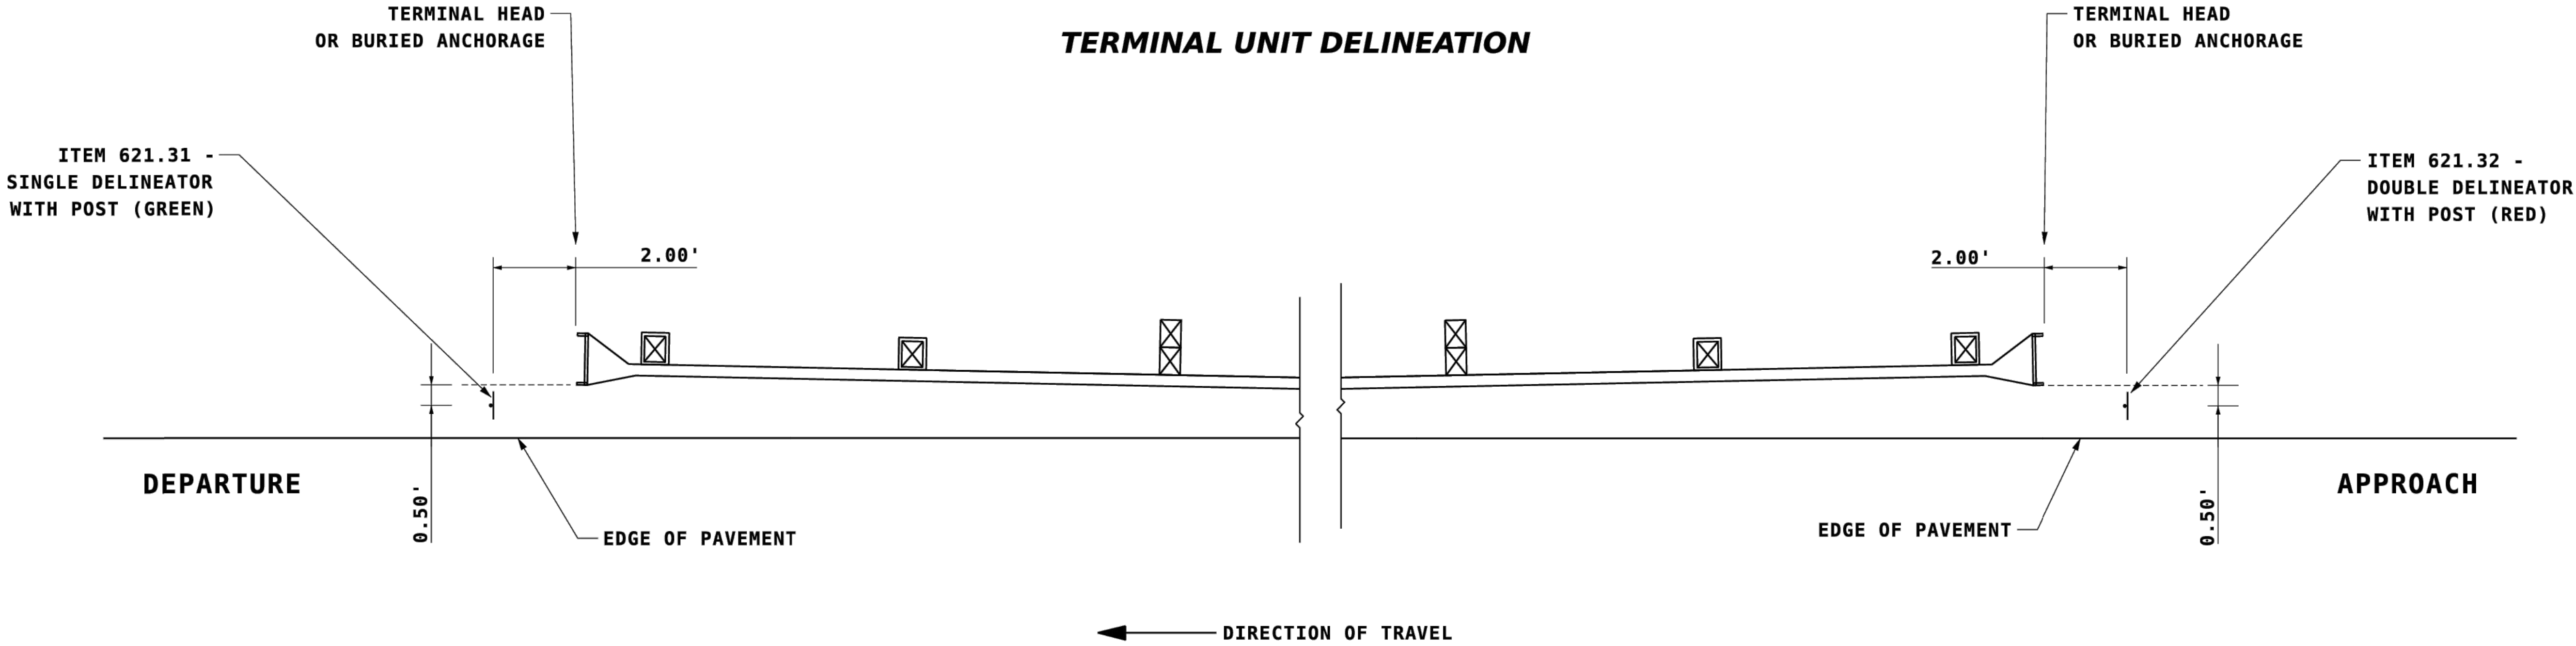 TERMINAL HEAD
OR BURIED ANCHORAGE
TERMINAL UNIT DELINEATION
TERMINAL HEAD
OR BURIED ANCHORAGE
ITEM 621.31 -
SINGLE DELINEATOR
WITH POST (GREEN)
ITEM 621.32 -
DOUBLE DELINEATOR
WITH POST (RED)
2.00'
2.00'
DEPARTURE
APPROACH
0.50'
0.50'
EDGE OF PAVEMENT
EDGE OF PAVEMENT
DIRECTION OF TRAVEL